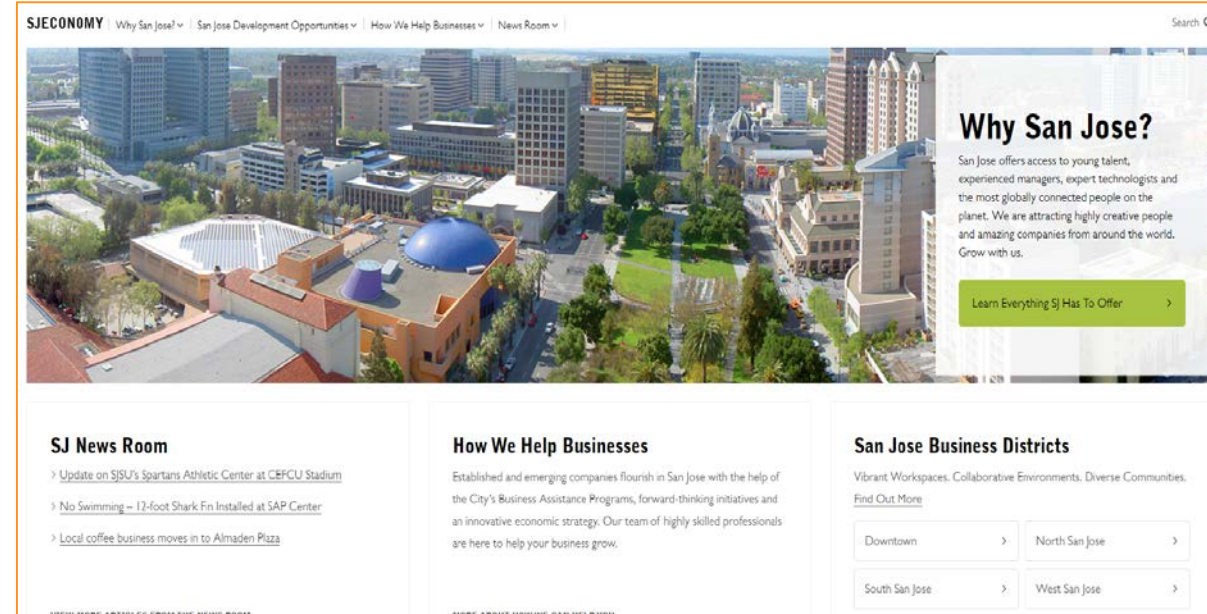 SJECONOMY Why San Jose? San Jose Development Opportunities How We Help Businesses News Room Search
Why San Jose?
San Jose offers access to young talent,
experienced managers, expert technologists and
the most globally connected people on the
planet. We are attracting highly creative people
and amazing companies from around the world.
Grow with us.
Learn Everything SJ Has To Offer
SJ News Room
Update on SJSU's Spartans Athletic Center at CEFCU Stadium
No Swimming – 12-foot Shark Fin Installed at SAP Center
Local coffee business moves in to Almaden Plaza
How We Help Businesses
Established and emerging companies flourish in San Jose with the help of
the City's Business Assistance Programs, forward-thinking initiatives and
an innovative economic strategy. Our team of highly skilled professionals
are here to help your business grow.
San Jose Business Districts
Vibrant Workspaces. Collaborative Environments. Diverse Communities.
Find Out More
Downtown
North San Jose
South San Jose
West San Jose